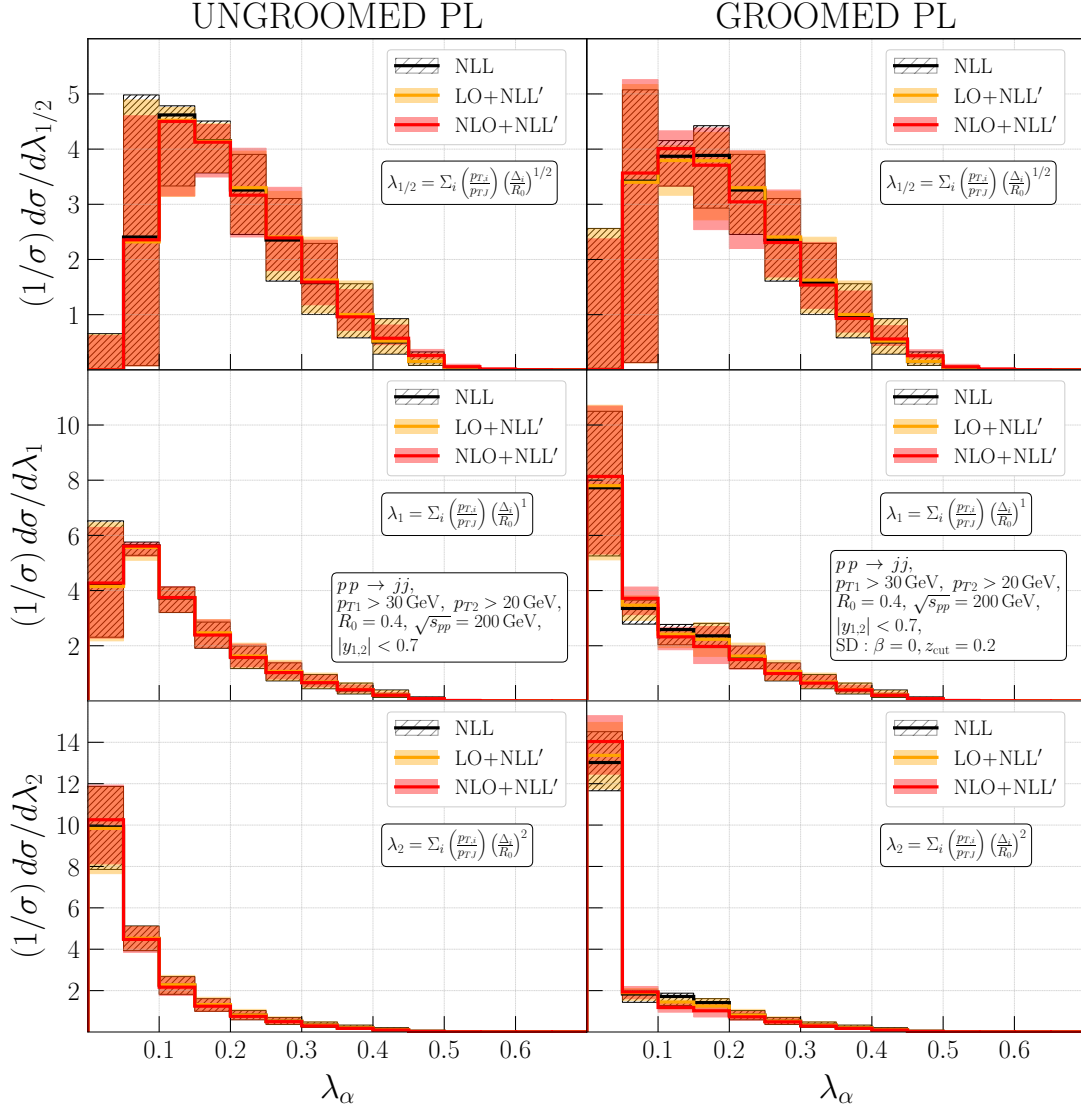 UNGROOMED PL
GROOMED PL
(1/σ) dσ/dλ_{1/2}
5
4
3
2
1
NLL
LO+NLL′
NLO+NLL′
λ_{1/2} = Σ_i (p_{T,i}/p_{TJ}) (Δ_i/R_0)^{1/2}
NLL
LO+NLL′
NLO+NLL′
λ_{1/2} = Σ_i (p_{T,i}/p_{TJ}) (Δ_i/R_0)^{1/2}
(1/σ) dσ/dλ_1
10
8
6
4
2
NLL
LO+NLL′
NLO+NLL′
λ_1 = Σ_i (p_{T,i}/p_{TJ}) (Δ_i/R_0)^1
p p → jj,
p_{T1} > 30 GeV, p_{T2} > 20 GeV,
R_0 = 0.4, √s_{pp} = 200 GeV,
|y_{1,2}| < 0.7
NLL
LO+NLL′
NLO+NLL′
λ_1 = Σ_i (p_{T,i}/p_{TJ}) (Δ_i/R_0)^1
p p → jj,
p_{T1} > 30 GeV, p_{T2} > 20 GeV,
R_0 = 0.4, √s_{pp} = 200 GeV,
|y_{1,2}| < 0.7,
SD : β = 0, z_{cut} = 0.2
(1/σ) dσ/dλ_2
14
12
10
8
6
4
2
NLL
LO+NLL′
NLO+NLL′
λ_2 = Σ_i (p_{T,i}/p_{TJ}) (Δ_i/R_0)^2
NLL
LO+NLL′
NLO+NLL′
λ_2 = Σ_i (p_{T,i}/p_{TJ}) (Δ_i/R_0)^2
0.1 0.2 0.3 0.4 0.5 0.6
0.1 0.2 0.3 0.4 0.5 0.6
λ_α
λ_α